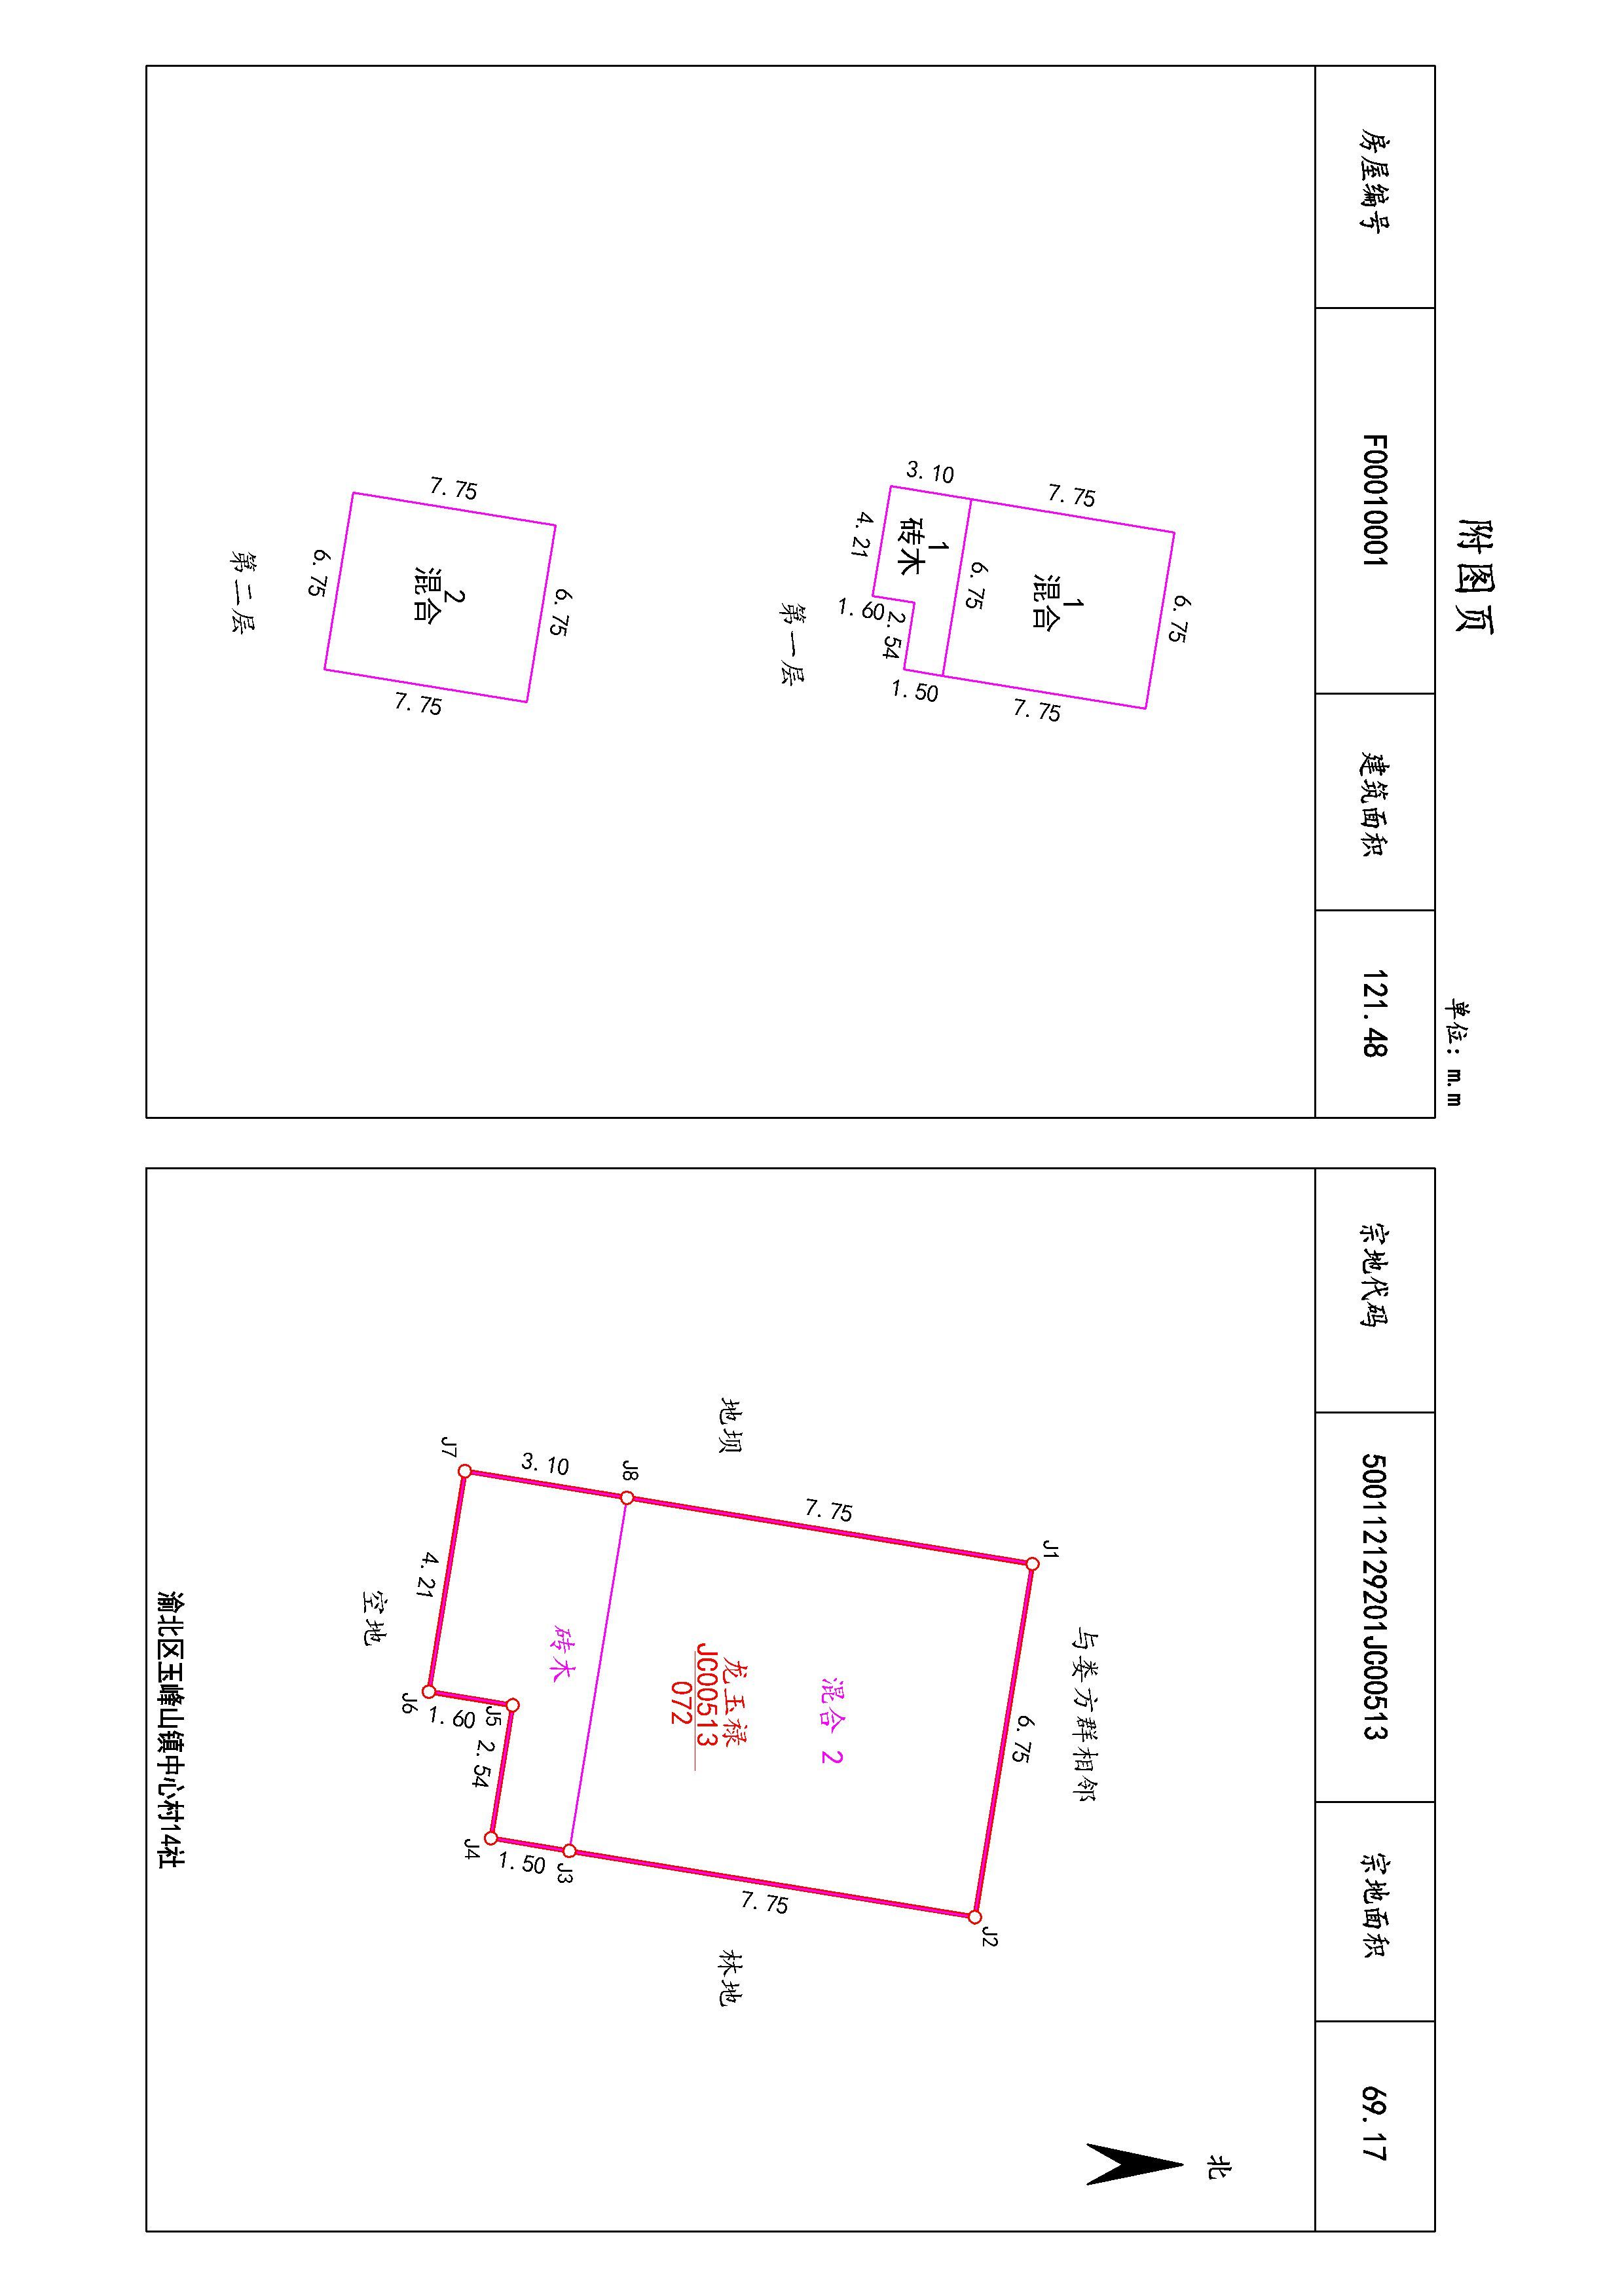 附图页
单位：m.m
房屋编号 F00010001 建筑面积 121.48
6.75
7.75
7.75
1
混合
6.75
3.10
1
砖木
1.50
2.54
1.60
4.21
第一层
6.75
7.75
7.75
2
混合
6.75
第二层
宗地代码 500112129201JC00513 宗地面积 69.17
北
与娄方群相邻
J1
6.75
J2
7.75
7.75
混合 2
地坝
林地
龙玉禄
JC00513
072
J8
J3
3.10
砖木
1.50
J5
2.54
J4
1.60
J7
4.21
J6
空地
渝北区玉峰山镇中心村14社